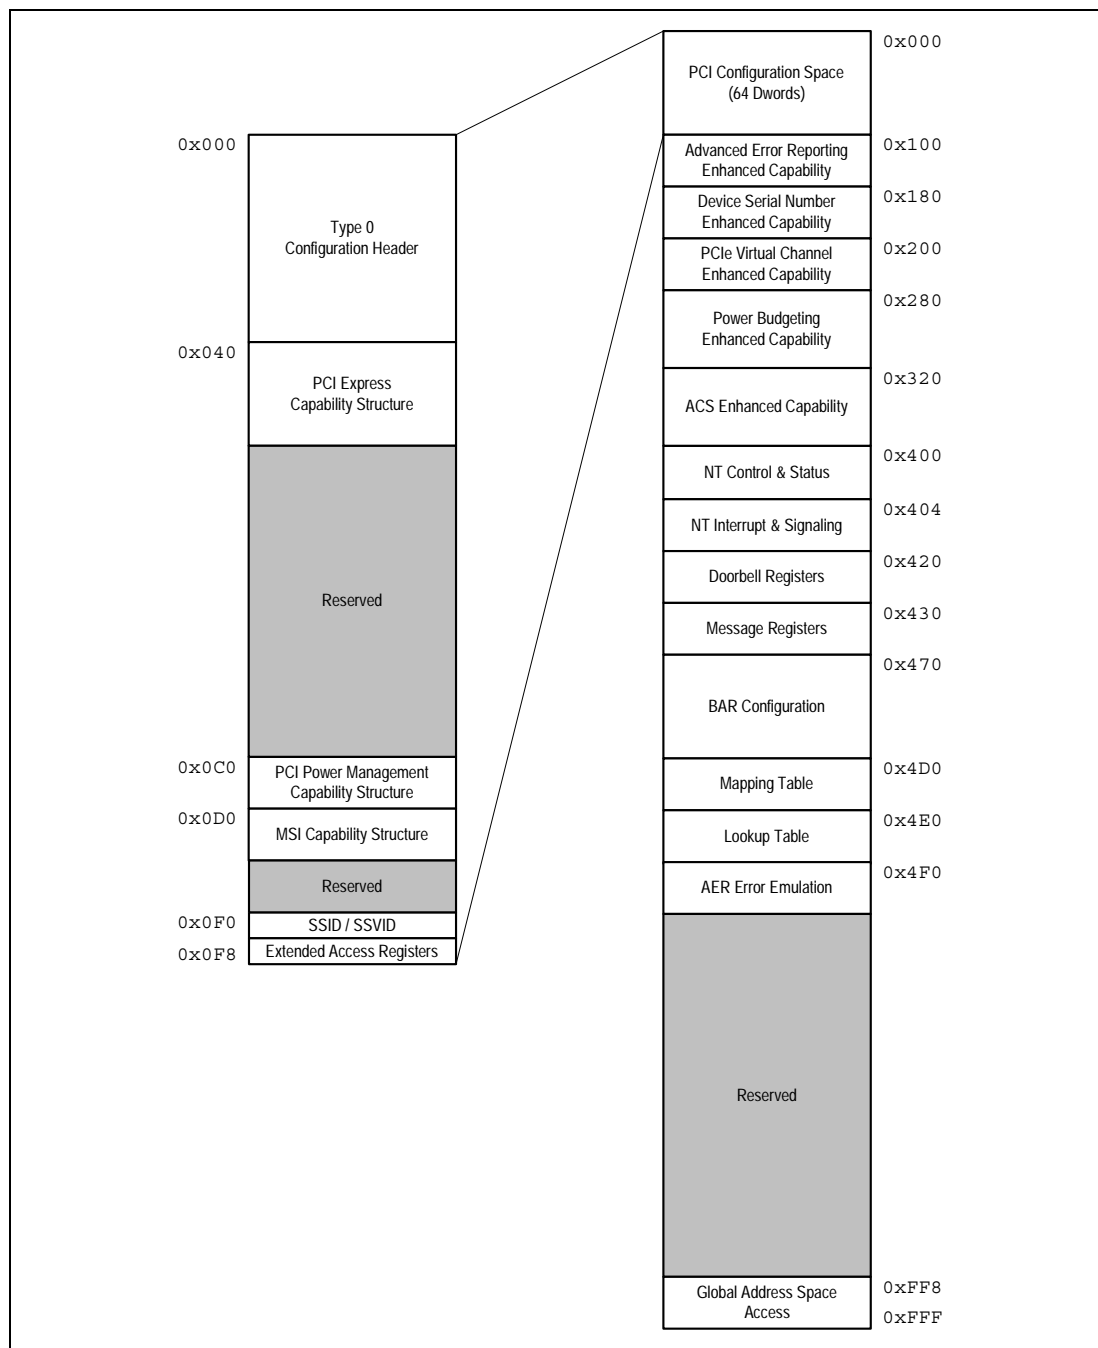 0x000
Type 0
Configuration Header
0x040
PCI Express
Capability Structure
Reserved
0x0C0
PCI Power Management
Capability Structure
0x0D0
MSI Capability Structure
Reserved
0x0F0
SSID / SSVID
0x0F8
Extended Access Registers
0x000
PCI Configuration Space
(64 Dwords)
0x100
Advanced Error Reporting
Enhanced Capability
0x180
Device Serial Number
Enhanced Capability
0x200
PCIe Virtual Channel
Enhanced Capability
0x280
Power Budgeting
Enhanced Capability
0x320
ACS Enhanced Capability
0x400
NT Control & Status
0x404
NT Interrupt & Signaling
0x420
Doorbell Registers
0x430
Message Registers
0x470
BAR Configuration
0x4D0
Mapping Table
0x4E0
Lookup Table
0x4F0
AER Error Emulation
Reserved
0xFF8
Global Address Space
Access
0xFFF